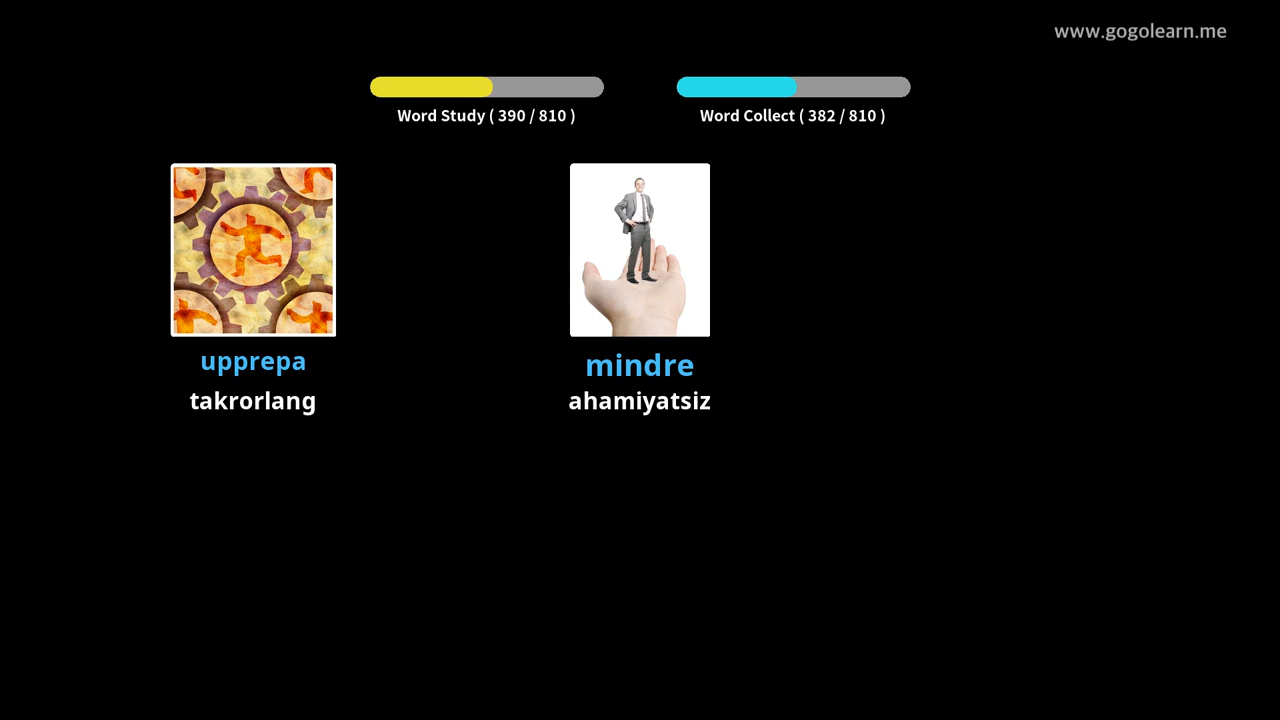 www.gogolearn.me
Word Study ( 390 / 810 )
Word Collect ( 382 / 810 )
upprepa
takrorlang
mindre
ahamiyatsiz